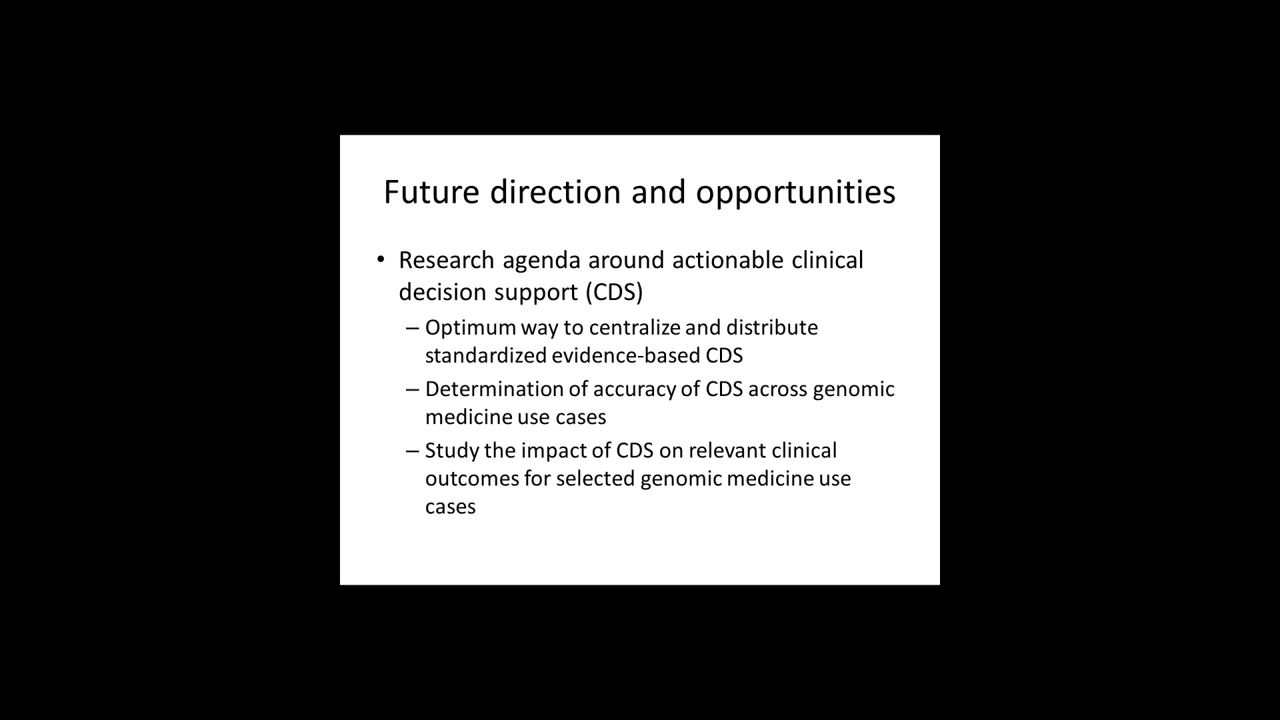 Future direction and opportunities
• Research agenda around actionable clinical
decision support (CDS)
– Optimum way to centralize and distribute
standardized evidence-based CDS
– Determination of accuracy of CDS across genomic
medicine use cases
– Study the impact of CDS on relevant clinical
outcomes for selected genomic medicine use
cases